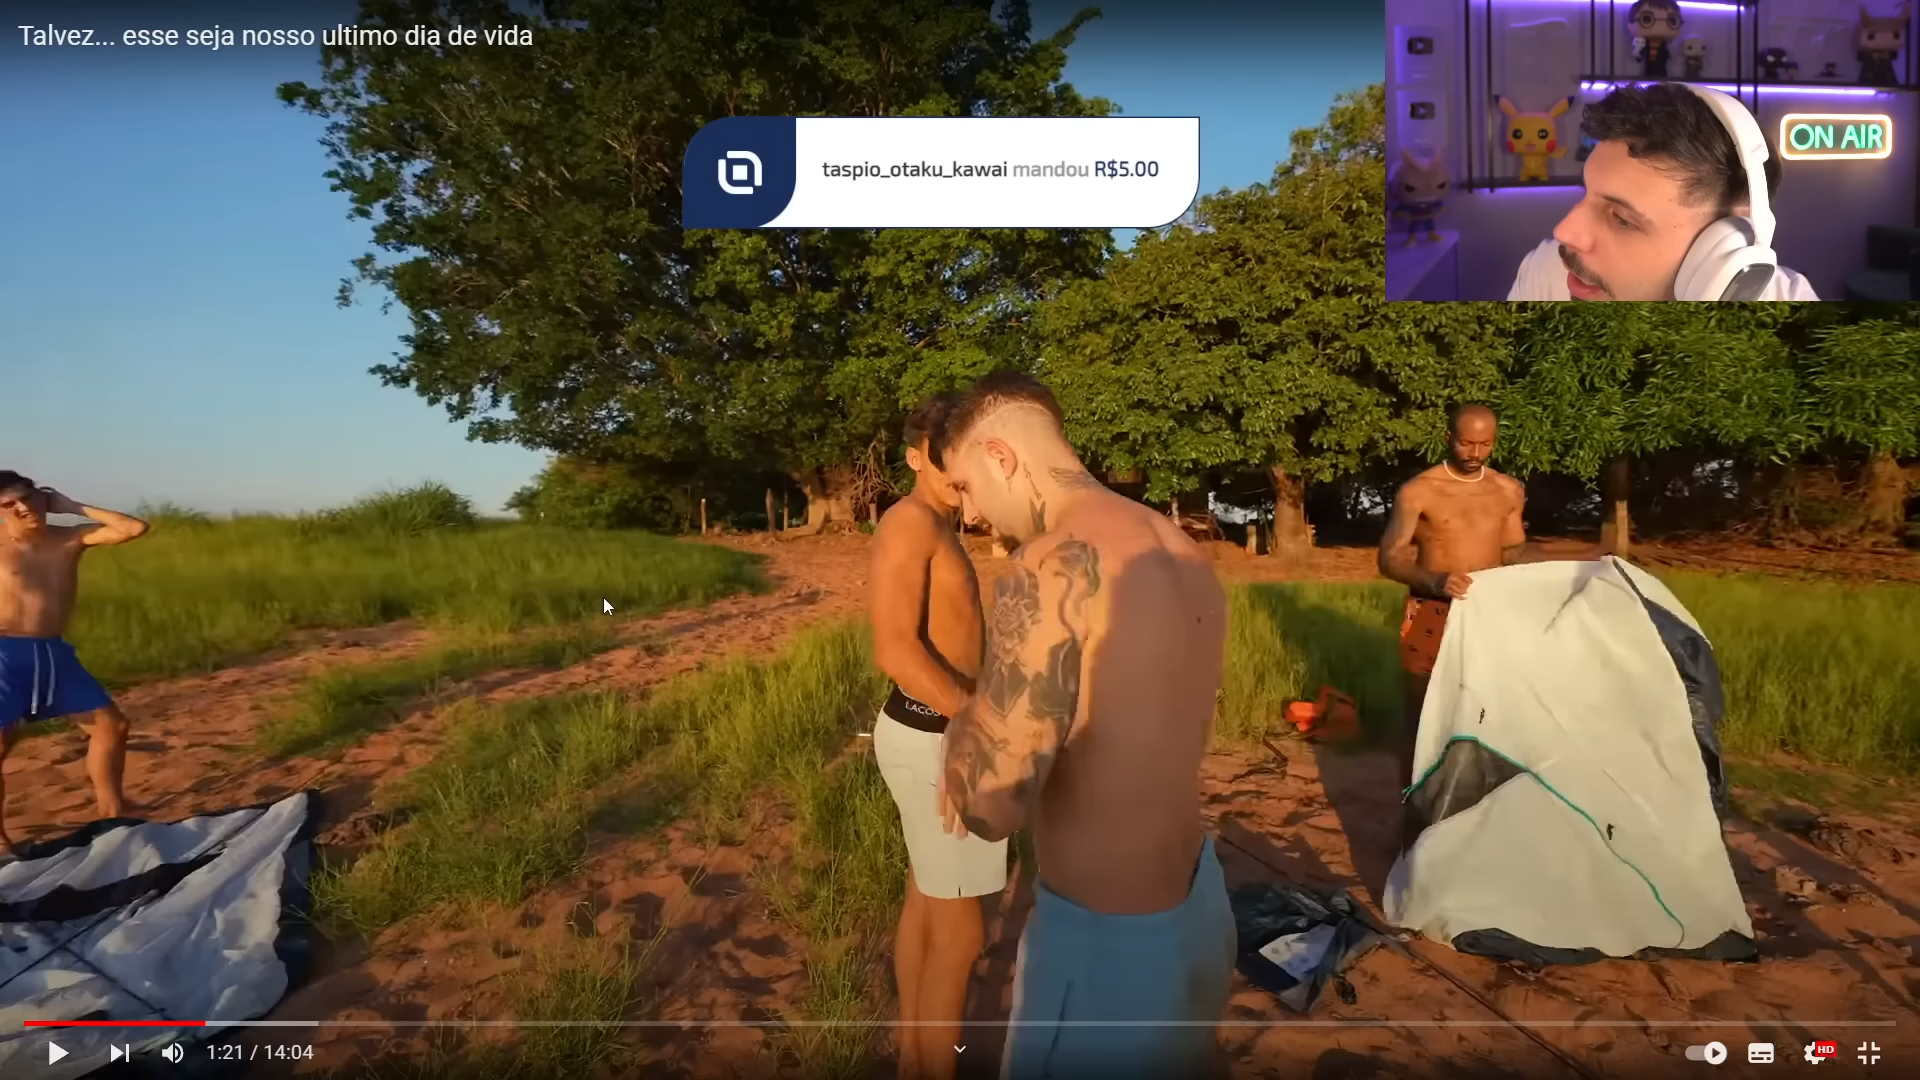 Talvez... esse seja nosso ultimo dia de vida
taspio_otaku_kawai mandou R$5.00
ON AIR
LACOS
1:21 / 14:04
HD